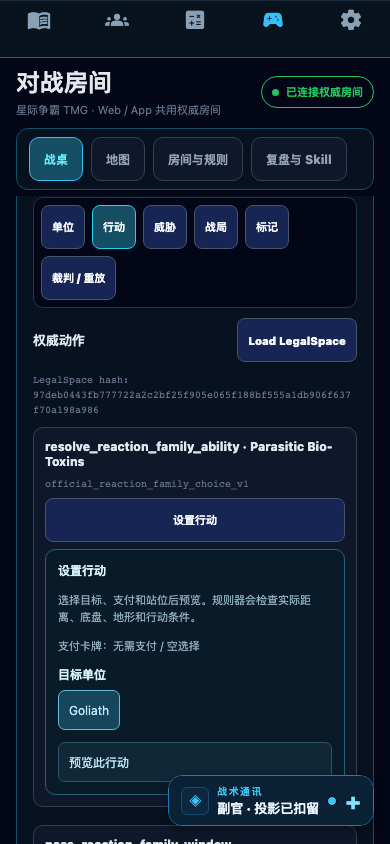 对战房间
星际争霸 TMG · Web / App 共用权威房间
已连接权威房间
战桌
地图
房间与规则
复盘与 Skill
单位
行动
威胁
战局
标记
裁判 / 重放
权威动作
Load LegalSpace
LegalSpace hash:
97deb0443fb777722a2c2bf25f905e065f188bf555a1db906f637
f70a198a986
resolve_reaction_family_ability · Parasitic Bio-
Toxins
official_reaction_family_choice_v1
设置行动
设置行动
选择目标、支付和站位后预览。规则器会检查实际距
离、底盘、地形和行动条件。
支付卡牌：无需支付 / 空选择
目标单位
Goliath
预览此行动
战术通讯
副官 · 投影已扣留
pass_reaction_family_window